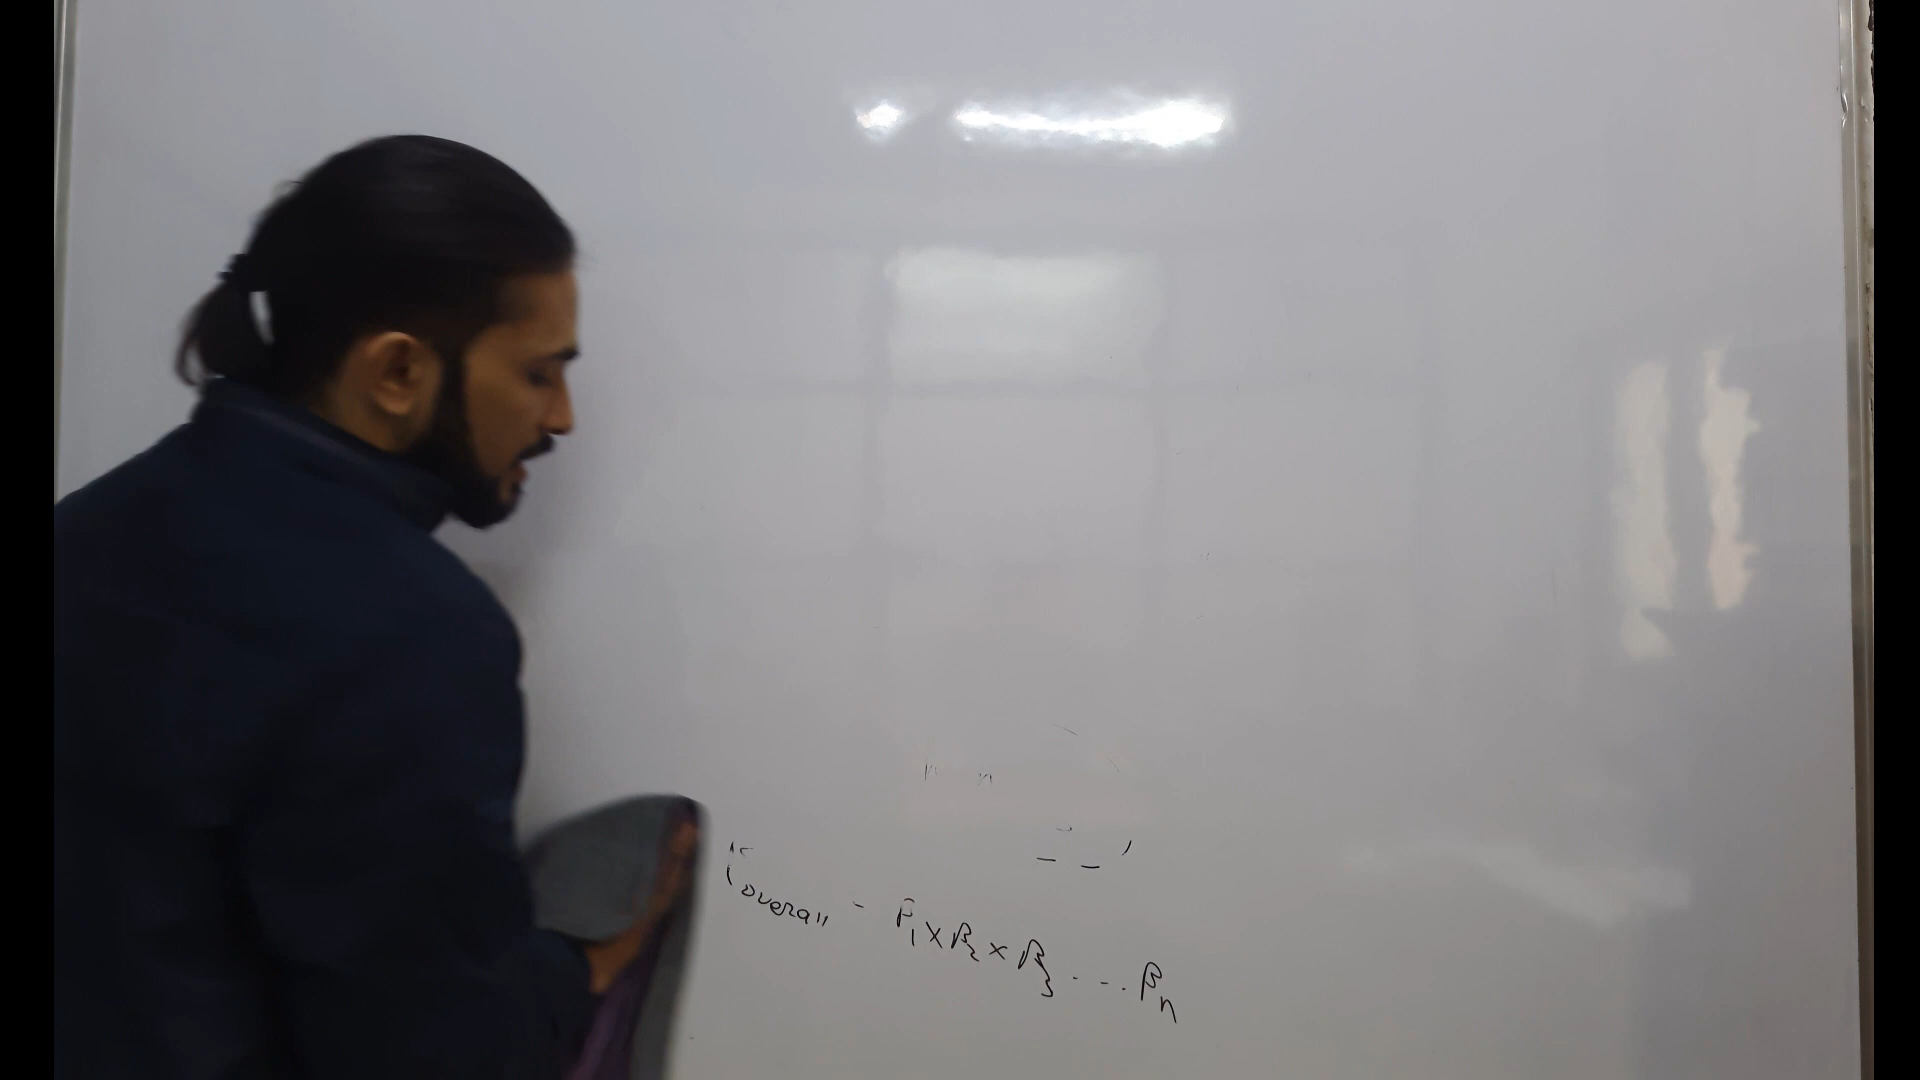 overall - β₁ × β₂ × β₃ ... βn